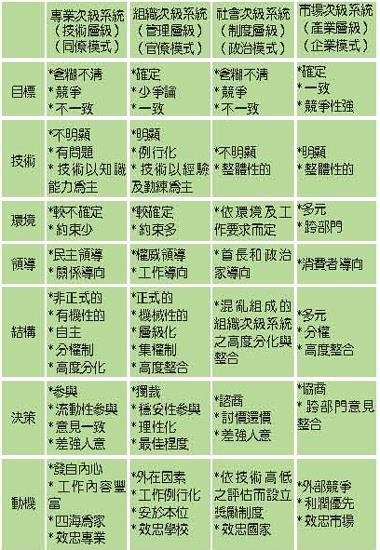 專業次級系統 組織次級系統 社會次級系統 市場次級系統
（技術層級） （管理層級） （制度層級） （產業層級）
（同僚模式） （官僚模式） （政治模式） （企業模式）
目標
*含糊不清
* 競爭
* 不一致
*確定
* 少爭論
* 一致
*含糊不清
* 競爭
* 不一致
*確定
* 一致
* 競爭性強
技術
*不明顯
* 有問題
* 技術以知識
能力為主
*明顯
* 例行化
* 技術以經驗
及勤練為主
*不明顯
* 整體性的
*明顯
* 整體性的
環境
*較不確定
* 約束少
*較確定
* 約束多
*依環境及工
作要求而定
*多元
* 跨部門
領導
*民主領導
* 關係導向
*權威領導
* 工作導向
*首長和政治
家導向
*消費者導向
結構
*非正式的
* 有機性的
* 自主
* 分權制
* 高度分化
*正式的
* 機械性的
* 層級化
* 集權制
* 高度整合
*混亂組成的
組織次級系統
之高度分化與
整合
*多元
* 分權
* 高度整合
決策
*參與
* 流動性參與
* 意見一致
* 差強人意
*獨裁
* 穩妥性參與
* 理性化
* 最佳程度
*諮商
* 討價還價
* 差強人意
*協商
* 跨部門意見
整合
動機
*發自內心
* 工作內容豐
富
* 四海為家
* 效忠專業
*外在因素
* 工作例行化
* 安於本位
* 效忠學校
*依技術高低
之評估而設立
獎勵制度
* 效忠國家
*外部競爭
* 利潤優先
* 效忠市場